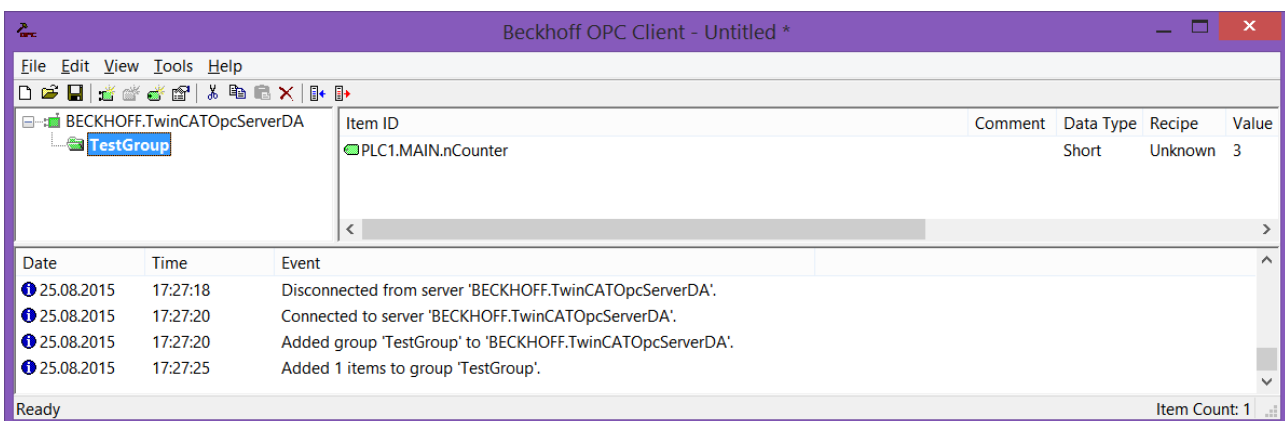 Beckhoff OPC Client - Untitled *
File Edit View Tools Help
BECKHOFF.TwinCATOpcServerDA
TestGroup
Item ID Comment Data Type Recipe Value
PLC1.MAIN.nCounter Short Unknown 3
Date Time Event
25.08.2015 17:27:18 Disconnected from server 'BECKHOFF.TwinCATOpcServerDA'.
25.08.2015 17:27:20 Connected to server 'BECKHOFF.TwinCATOpcServerDA'.
25.08.2015 17:27:20 Added group 'TestGroup' to 'BECKHOFF.TwinCATOpcServerDA'.
25.08.2015 17:27:25 Added 1 items to group 'TestGroup'.
Ready Item Count: 1